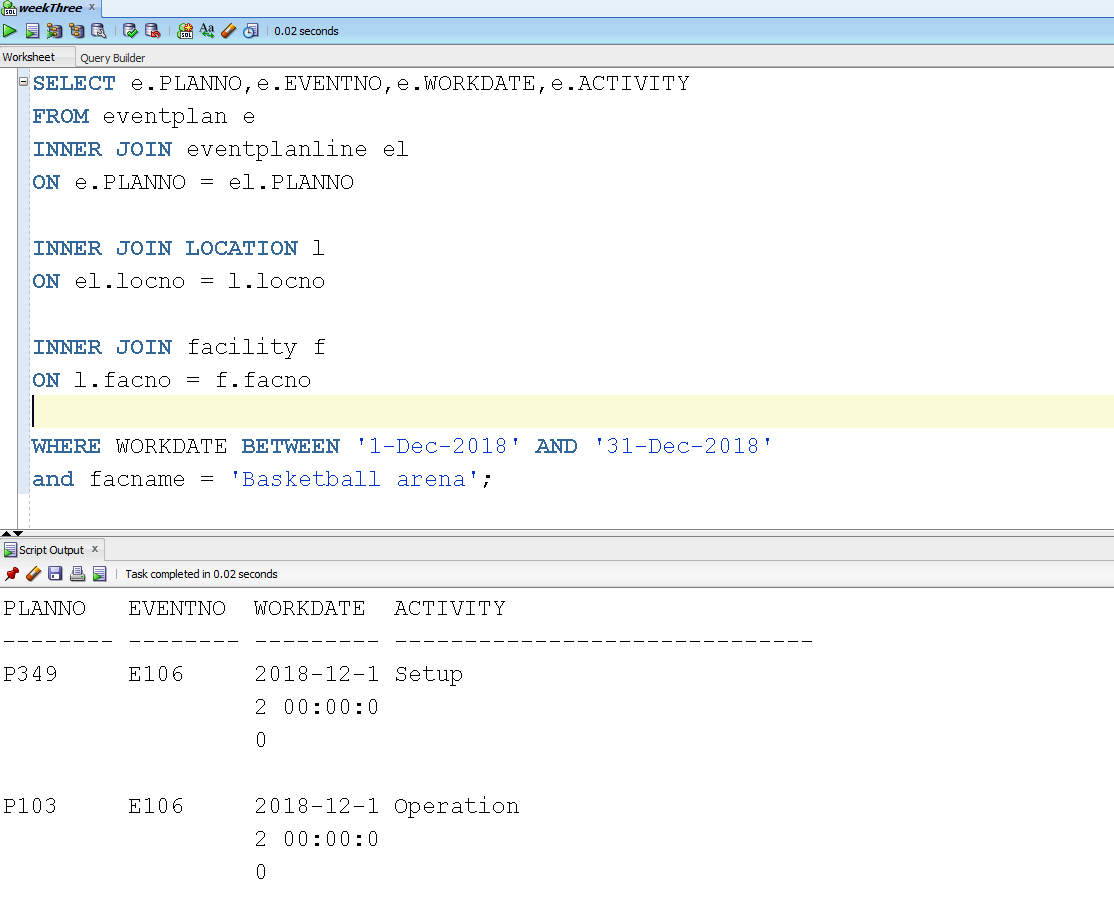 weekThree x
0.02 seconds
Worksheet Query Builder
SELECT e.PLANNO,e.EVENTNO,e.WORKDATE,e.ACTIVITY
FROM eventplan e
INNER JOIN eventplanline el
ON e.PLANNO = el.PLANNO
INNER JOIN LOCATION l
ON el.locno = l.locno
INNER JOIN facility f
ON l.facno = f.facno
WHERE WORKDATE BETWEEN '1-Dec-2018' AND '31-Dec-2018'
and facname = 'Basketball arena';
Script Output x
Task completed in 0.02 seconds
PLANNO EVENTNO WORKDATE ACTIVITY
-------- -------- --------- ------------------------------
P349 E106 2018-12-1 Setup
2 00:00:0
0
P103 E106 2018-12-1 Operation
2 00:00:0
0